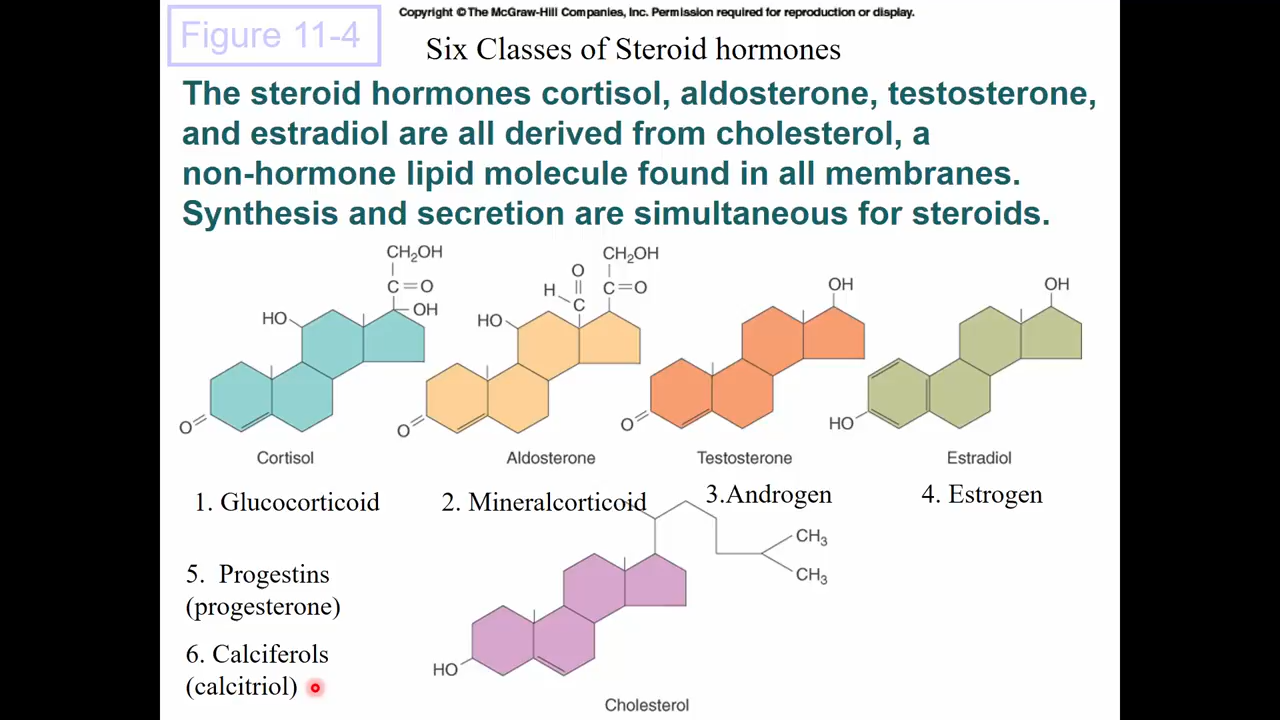 Copyright © The McGraw-Hill Companies, Inc. Permission required for reproduction or display.
Figure 11-4
Six Classes of Steroid hormones
The steroid hormones cortisol, aldosterone, testosterone,
and estradiol are all derived from cholesterol, a
non-hormone lipid molecule found in all membranes.
Synthesis and secretion are simultaneous for steroids.
CH₂OH
C=O
OH
HO
O
Cortisol
CH₂OH
O
H
C
C=O
HO
O
Aldosterone
OH
O
Testosterone
OH
HO
Estradiol
1. Glucocorticoid
2. Mineralcorticoid
3.Androgen
4. Estrogen
5. Progestins
(progesterone)
6. Calciferols
(calcitriol)
CH₃
CH₃
HO
Cholesterol